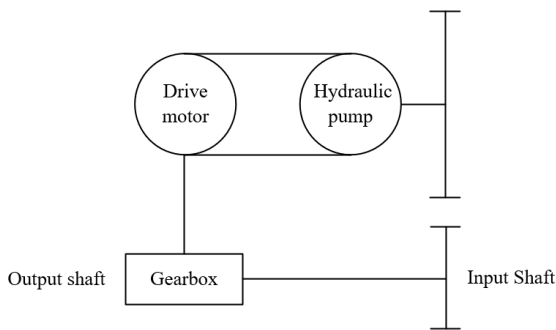 Drive
motor
Hydraulic
pump
Output shaft
Gearbox
Input Shaft